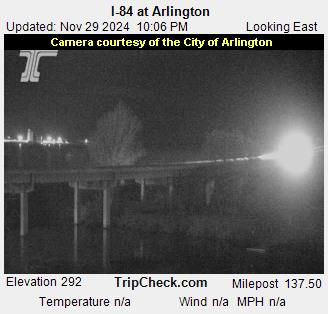 I-84 at Arlington
Updated: Nov 29 2024 10:06 PM Looking East
Camera courtesy of the City of Arlington
Elevation 292 TripCheck.com Milepost 137.50
Temperature n/a Wind n/a MPH n/a